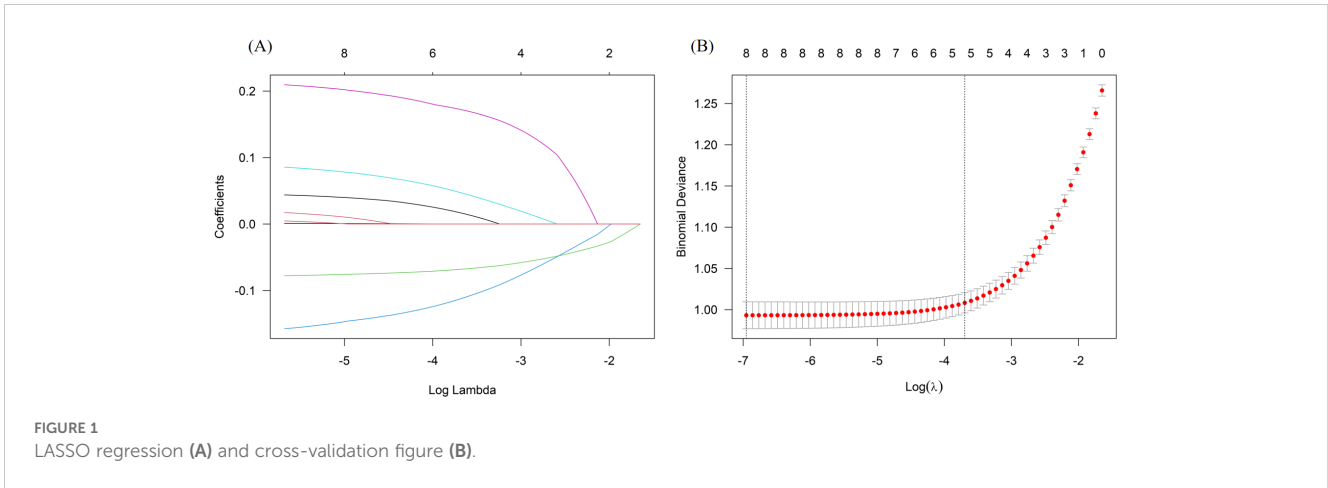 (A)
8 6 4 2
0.2
0.1
0.0
-0.1
Coefficients
-5 -4 -3 -2
Log Lambda
(B)
8 8 8 8 8 8 8 7 6 6 5 5 5 4 4 3 3 1 0
1.25
1.20
1.15
1.10
1.05
1.00
Binomial Deviance
-7 -6 -5 -4 -3 -2
Log(λ)
FIGURE 1
LASSO regression (A) and cross-validation figure (B).